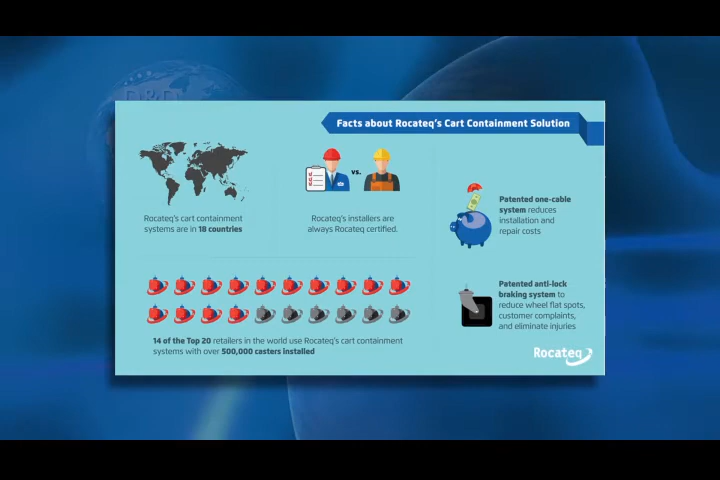 Facts about Rocateq's Cart Containment Solution
vs.
Rocateq's cart containment
systems are in 18 countries
Rocateq's installers are
always Rocateq certified.
Patented one-cable
system reduces
installation and
repair costs
Patented anti-lock
braking system to
reduce wheel flat spots,
customer complaints,
and eliminate injuries
14 of the Top 20 retailers in the world use Rocateq's cart containment
systems with over 500,000 casters installed
Rocateq